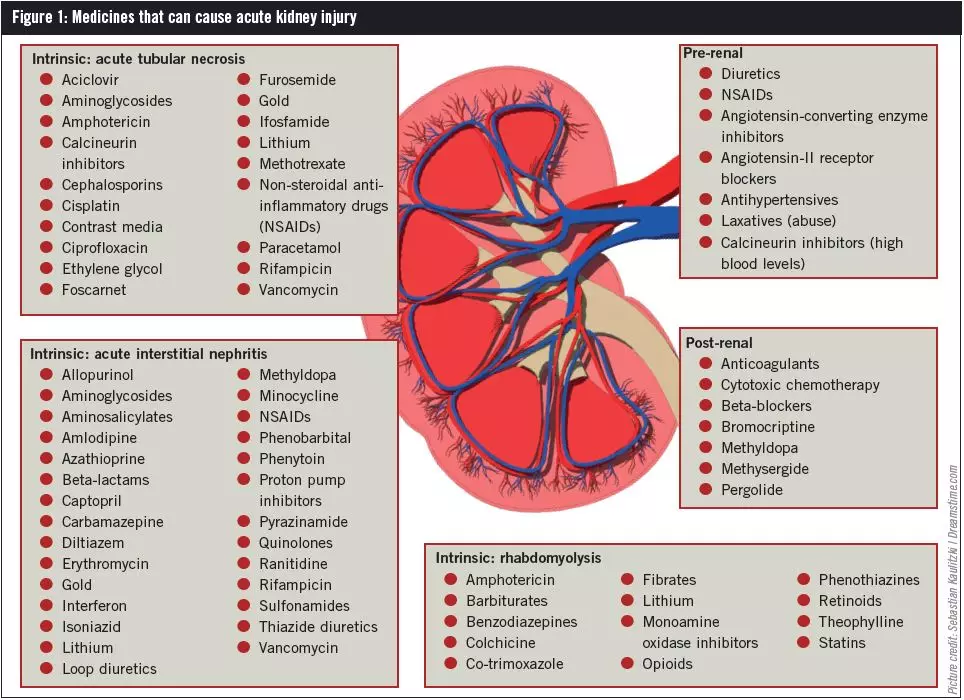 Figure 1: Medicines that can cause acute kidney injury
Intrinsic: acute tubular necrosis
Aciclovir
Aminoglycosides
Amphotericin
Calcineurin
inhibitors
Cephalosporins
Cisplatin
Contrast media
Ciprofloxacin
Ethylene glycol
Foscarnet
Furosemide
Gold
Ifosfamide
Lithium
Methotrexate
Non-steroidal anti-
inflammatory drugs
(NSAIDs)
Paracetamol
Rifampicin
Vancomycin
Pre-renal
Diuretics
NSAIDs
Angiotensin-converting enzyme
inhibitors
Angiotensin-II receptor
blockers
Antihypertensives
Laxatives (abuse)
Calcineurin inhibitors (high
blood levels)
Intrinsic: acute interstitial nephritis
Allopurinol
Aminoglycosides
Aminosalicylates
Amlodipine
Azathioprine
Beta-lactams
Captopril
Carbamazepine
Diltiazem
Erythromycin
Gold
Interferon
Isoniazid
Lithium
Loop diuretics
Methyldopa
Minocycline
NSAIDs
Phenobarbital
Phenytoin
Proton pump
inhibitors
Pyrazinamide
Quinolones
Ranitidine
Rifampicin
Sulfonamides
Thiazide diuretics
Vancomycin
Post-renal
Anticoagulants
Cytotoxic chemotherapy
Beta-blockers
Bromocriptine
Methyldopa
Methysergide
Pergolide
Intrinsic: rhabdomyolysis
Amphotericin
Barbiturates
Benzodiazepines
Colchicine
Co-trimoxazole
Fibrates
Lithium
Monoamine
oxidase inhibitors
Opioids
Phenothiazines
Retinoids
Theophylline
Statins
Picture credit: Sebastian Kaulitzki | Dreamstime.com